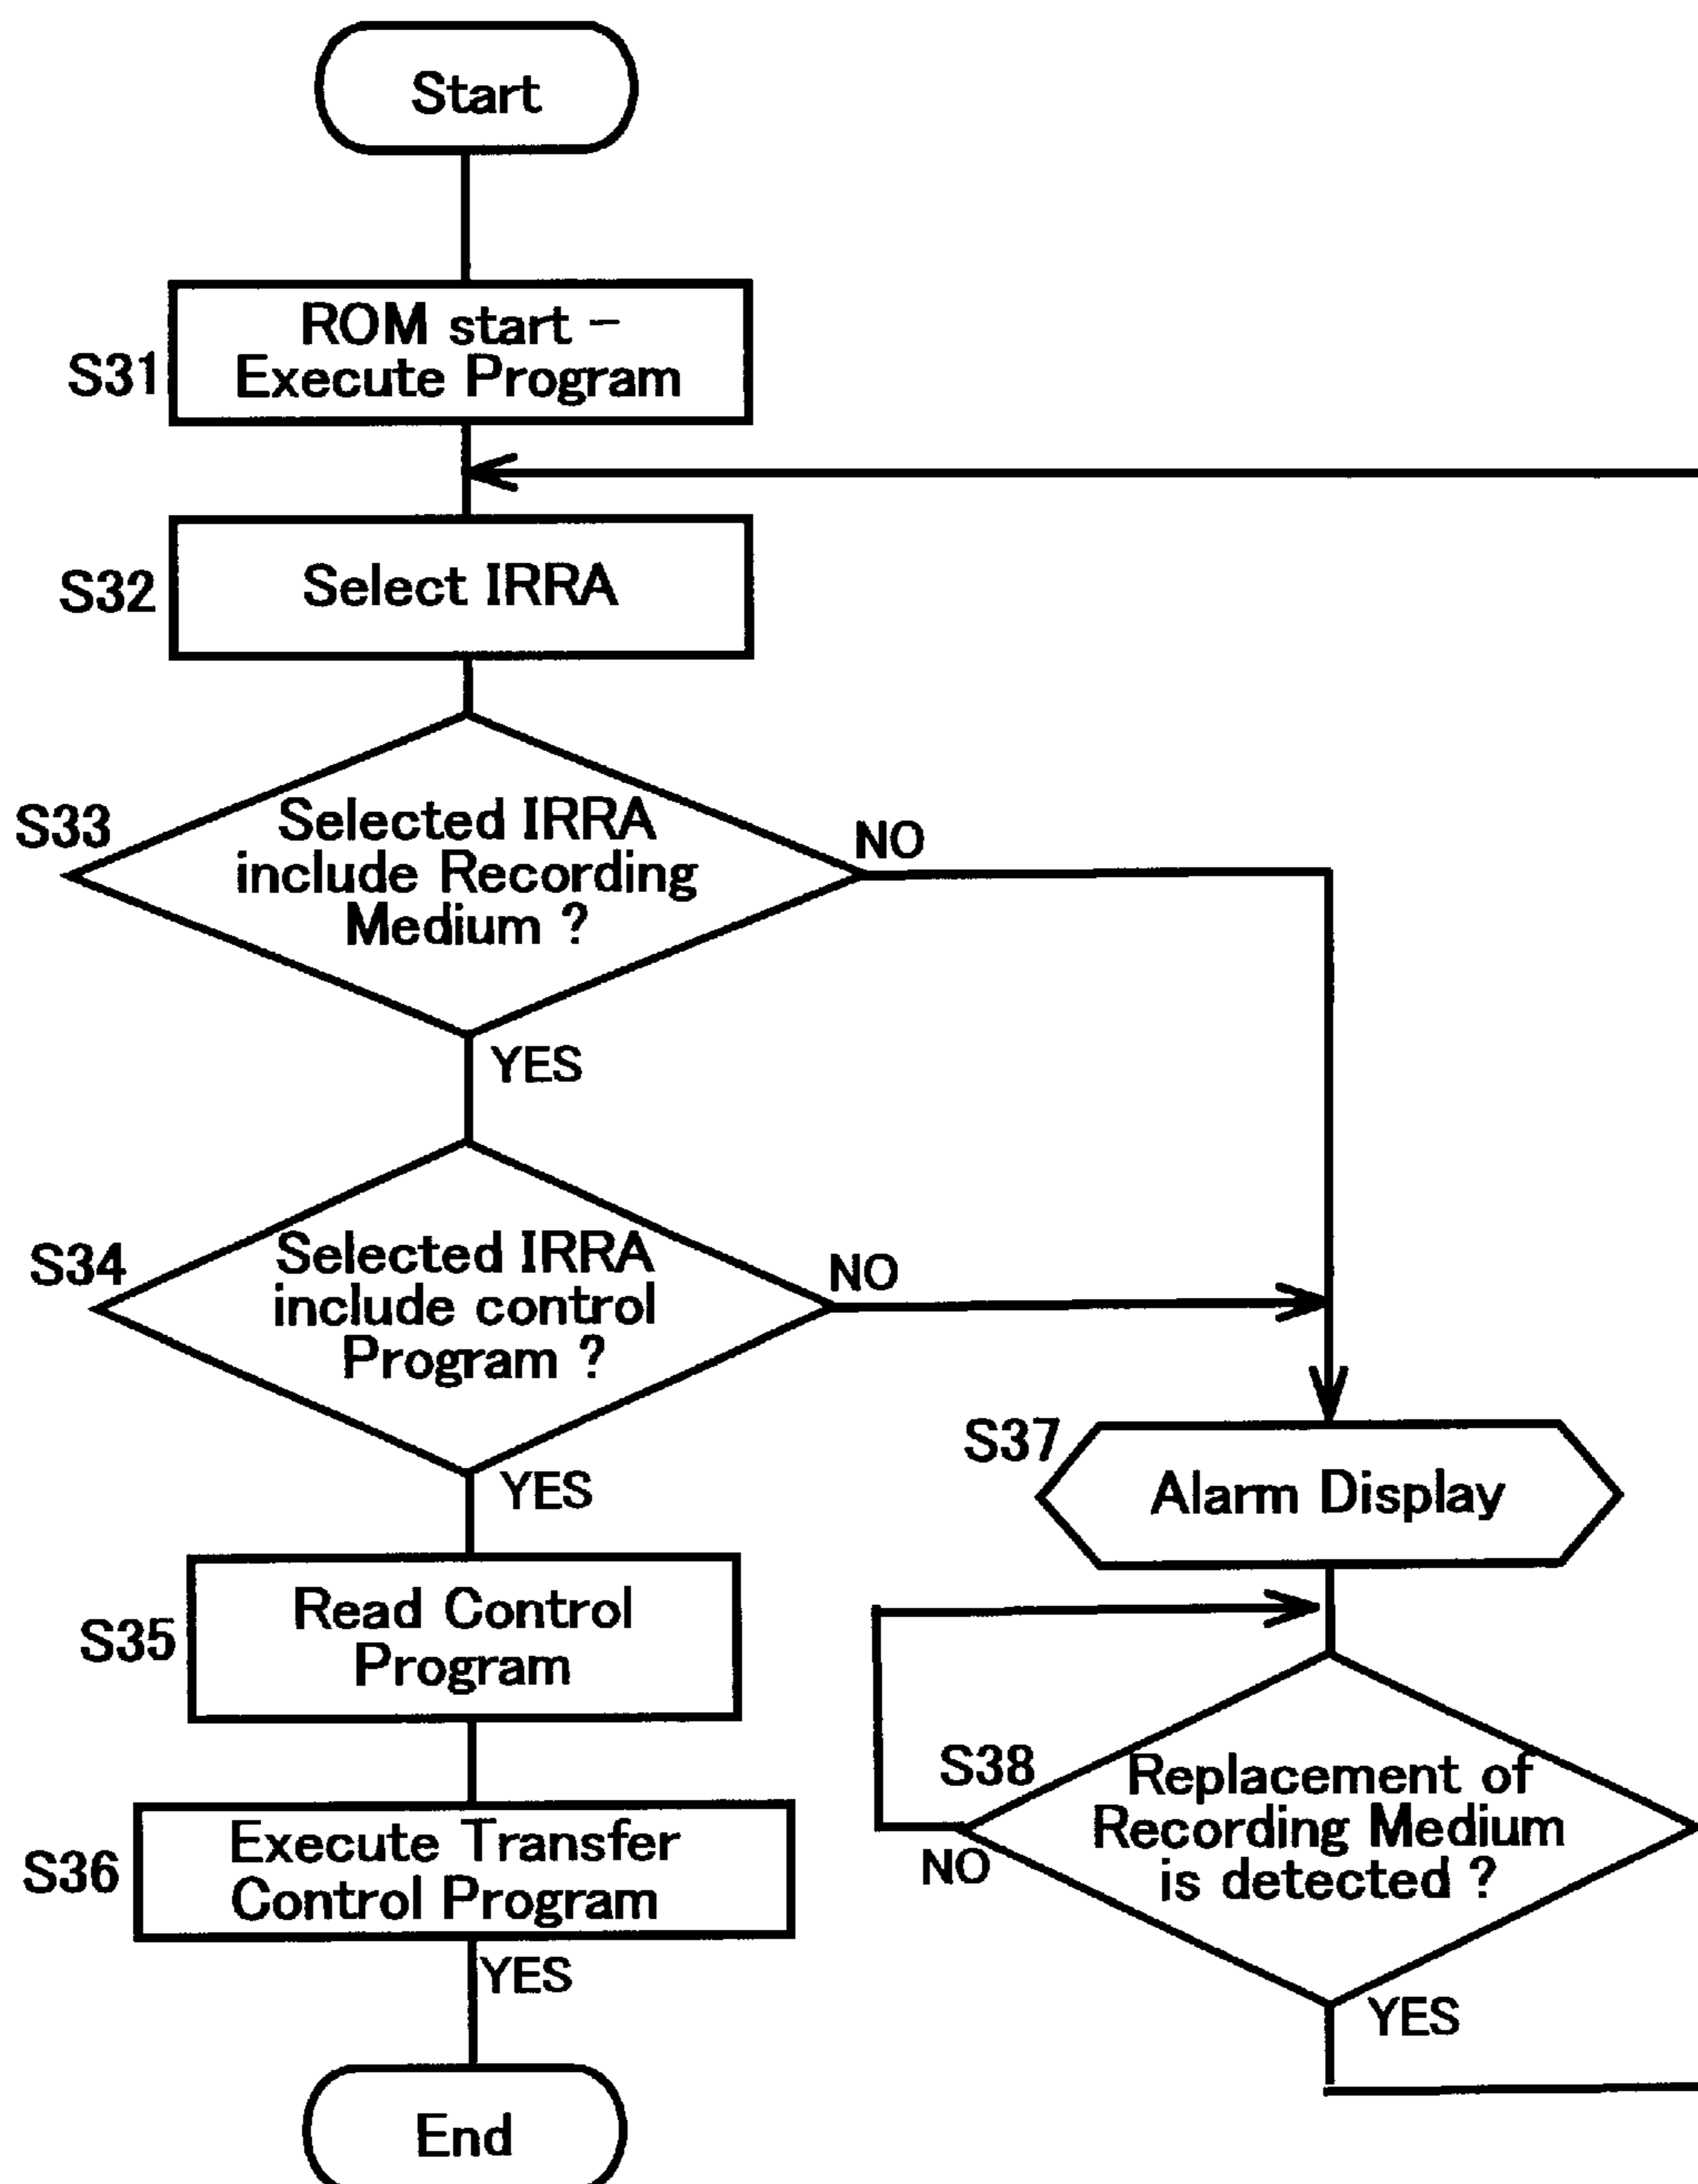 Start
S31
ROM start –
Execute Program
S32
Select IRRA
S33
Selected IRRA
include Recording
Medium ?
NO
YES
S34
Selected IRRA
include control
Program ?
NO
YES
S37
Alarm Display
S35
Read Control
Program
S38
Replacement of
Recording Medium
is detected ?
NO
YES
S36
Execute Transfer
Control Program
YES
End